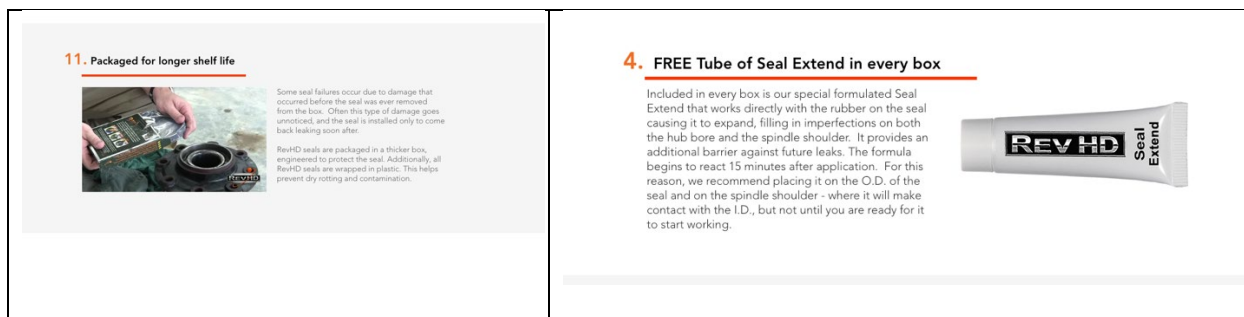 11. Packaged for longer shelf life
Some seal failures occur due to damage that
occurred before the seal was ever removed
from the box. Often this type of damage goes
unnoticed, and the seal is installed only to come
back leaking soon after.
RevHD seals are packaged in a thicker box,
engineered to protect the seal. Additionally, all
RevHD seals are wrapped in plastic. This helps
prevent dry rotting and contamination.
REVHD
4. FREE Tube of Seal Extend in every box
Included in every box is our special formulated Seal
Extend that works directly with the rubber on the seal
causing it to expand, filling in imperfections on both
the hub bore and the spindle shoulder. It provides an
additional barrier against future leaks. The formula
begins to react 15 minutes after application. For this
reason, we recommend placing it on the O.D. of the
seal and on the spindle shoulder - where it will make
contact with the I.D., but not until you are ready for it
to start working.
REV HD
Seal
Extend